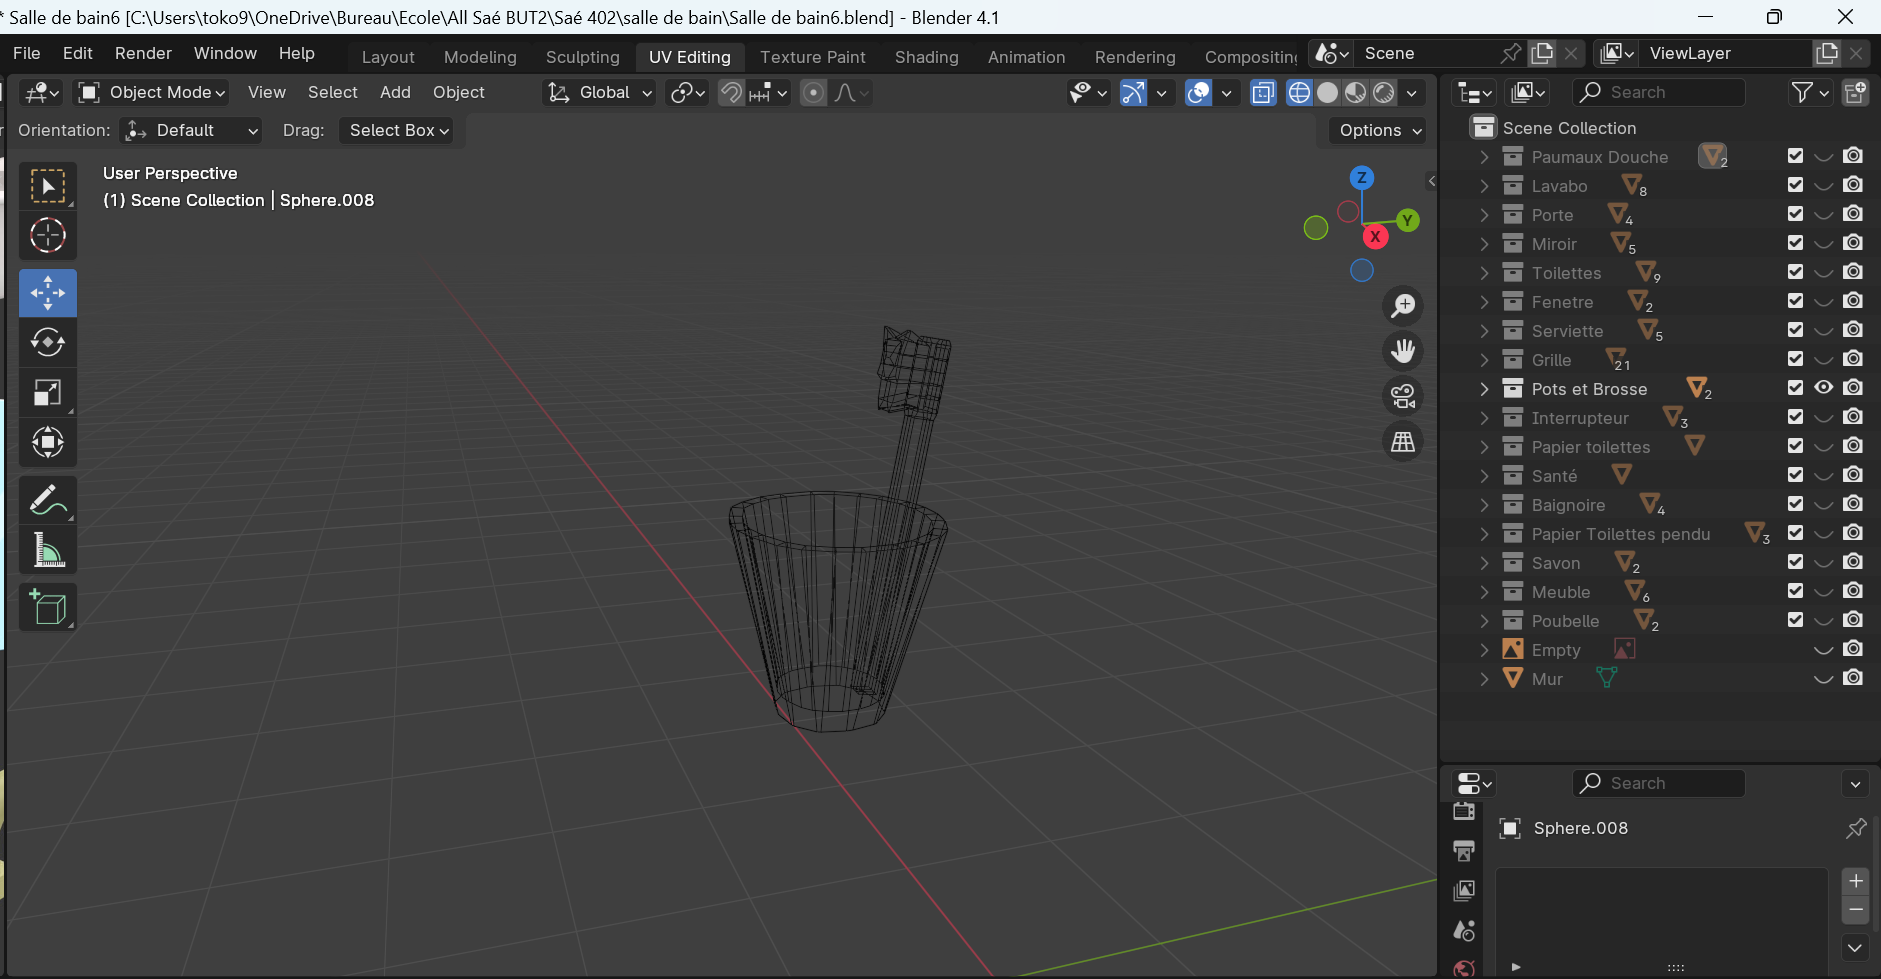 * Salle de bain6 [C:\Users\toko9\OneDrive\Bureau\Ecole\All Saé BUT2\Saé 402\salle de bain\Salle de bain6.blend] - Blender 4.1
File Edit Render Window Help Layout Modeling Sculpting UV Editing Texture Paint Shading Animation Rendering Compositing Scene ViewLayer
Object Mode View Select Add Object Global Search
Orientation: Default Drag: Select Box Options
User Perspective
(1) Scene Collection | Sphere.008
Z
Y
X
Scene Collection
Paumaux Douche 2
Lavabo 8
Porte 4
Miroir 5
Toilettes 9
Fenetre 2
Serviette 5
Grille 21
Pots et Brosse 2
Interrupteur 3
Papier toilettes
Santé
Baignoire 4
Papier Toilettes pendu 3
Savon 2
Meuble 6
Poubelle 2
Empty
Mur
Search
Sphere.008